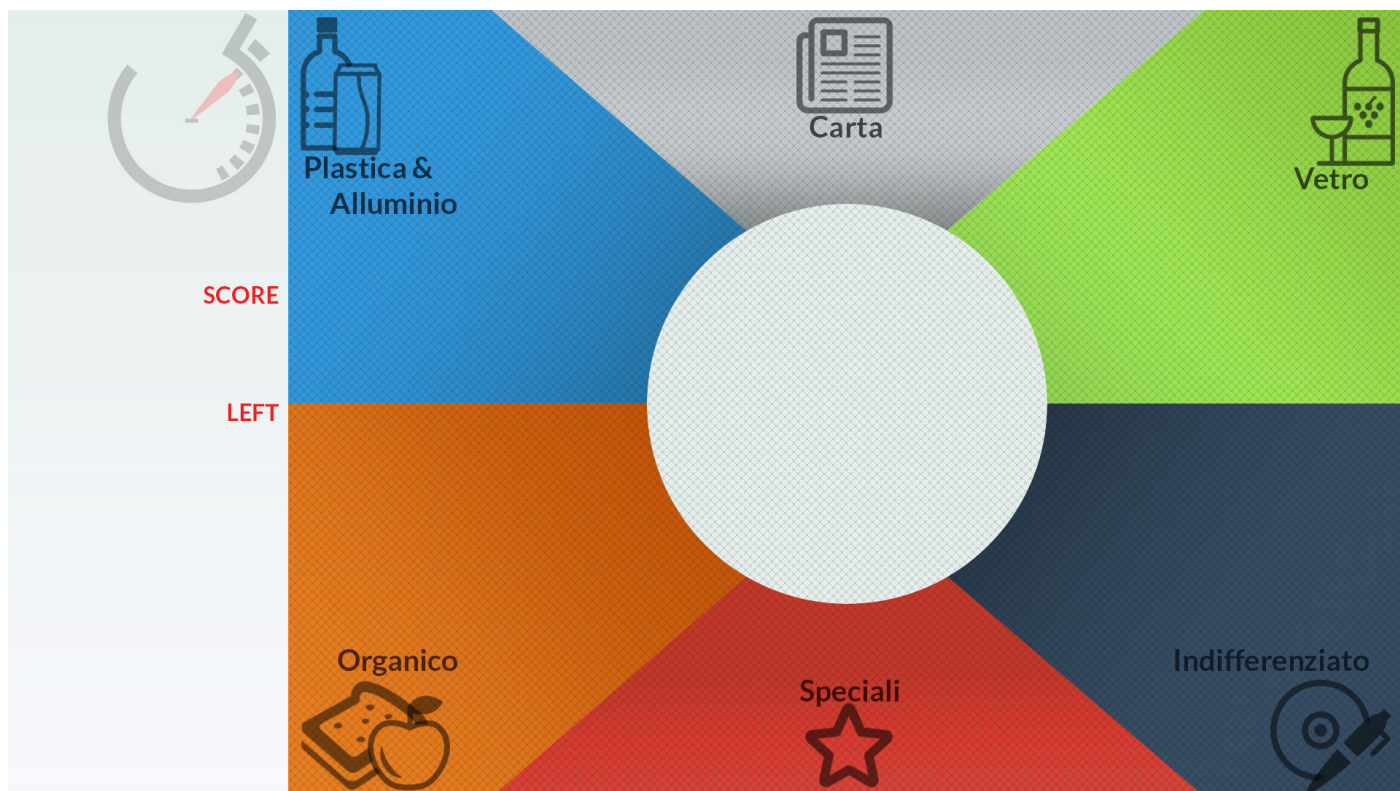 Carta
Plastica &
Alluminio
Vetro
SCORE
LEFT
Organico
Indifferenziato
Speciali